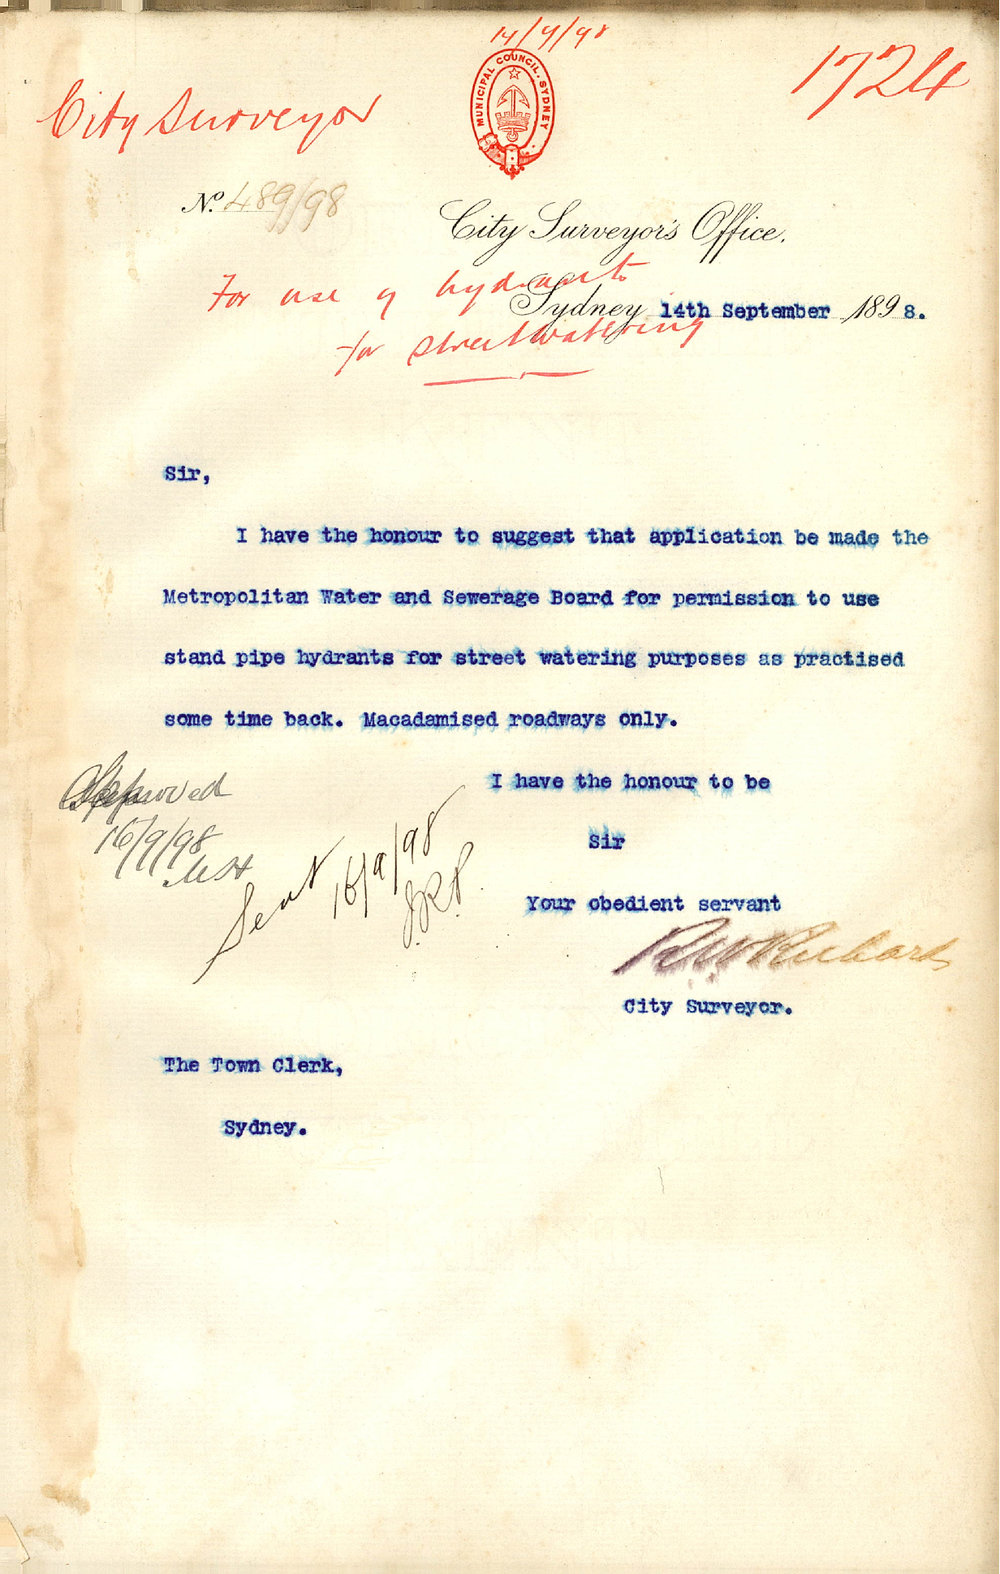 14/9/98
1724
City Surveyor
MUNICIPAL COUNCIL. SYDNEY
No. 489/98
City Surveyor's Office.
For use of hydrants
Sydney 14th September 1898.
for streetwatering
Sir,
I have the honour to suggest that application be made the
Metropolitan Water and Sewerage Board for permission to use
stand pipe hydrants for street watering purposes as practised
some time back. Macadamised roadways only.
I have the honour to be
Sir
Your obedient servant
R W Richards
City Surveyor.
Approved
16/9/98
Sent 16/9/98
The Town Clerk,
Sydney.